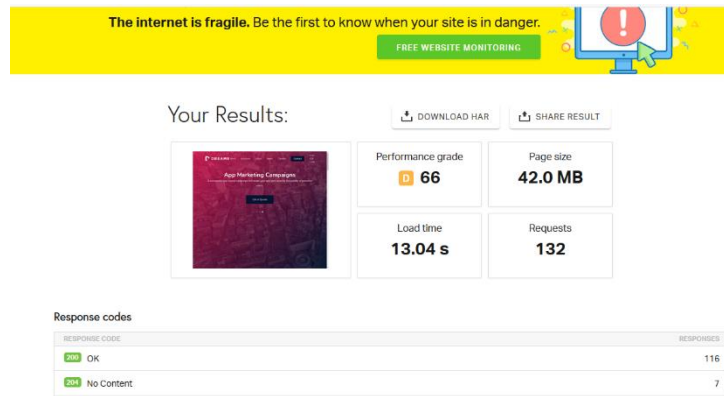 The internet is fragile. Be the first to know when your site is in danger.
FREE WEBSITE MONITORING
Your Results:
DOWNLOAD HAR
SHARE RESULT
App Marketing Campaigns
Performance grade
D 66
Page size
42.0 MB
Load time
13.04 s
Requests
132
Response codes
RESPONSE CODE RESPONSES
200 OK 116
204 No Content 7